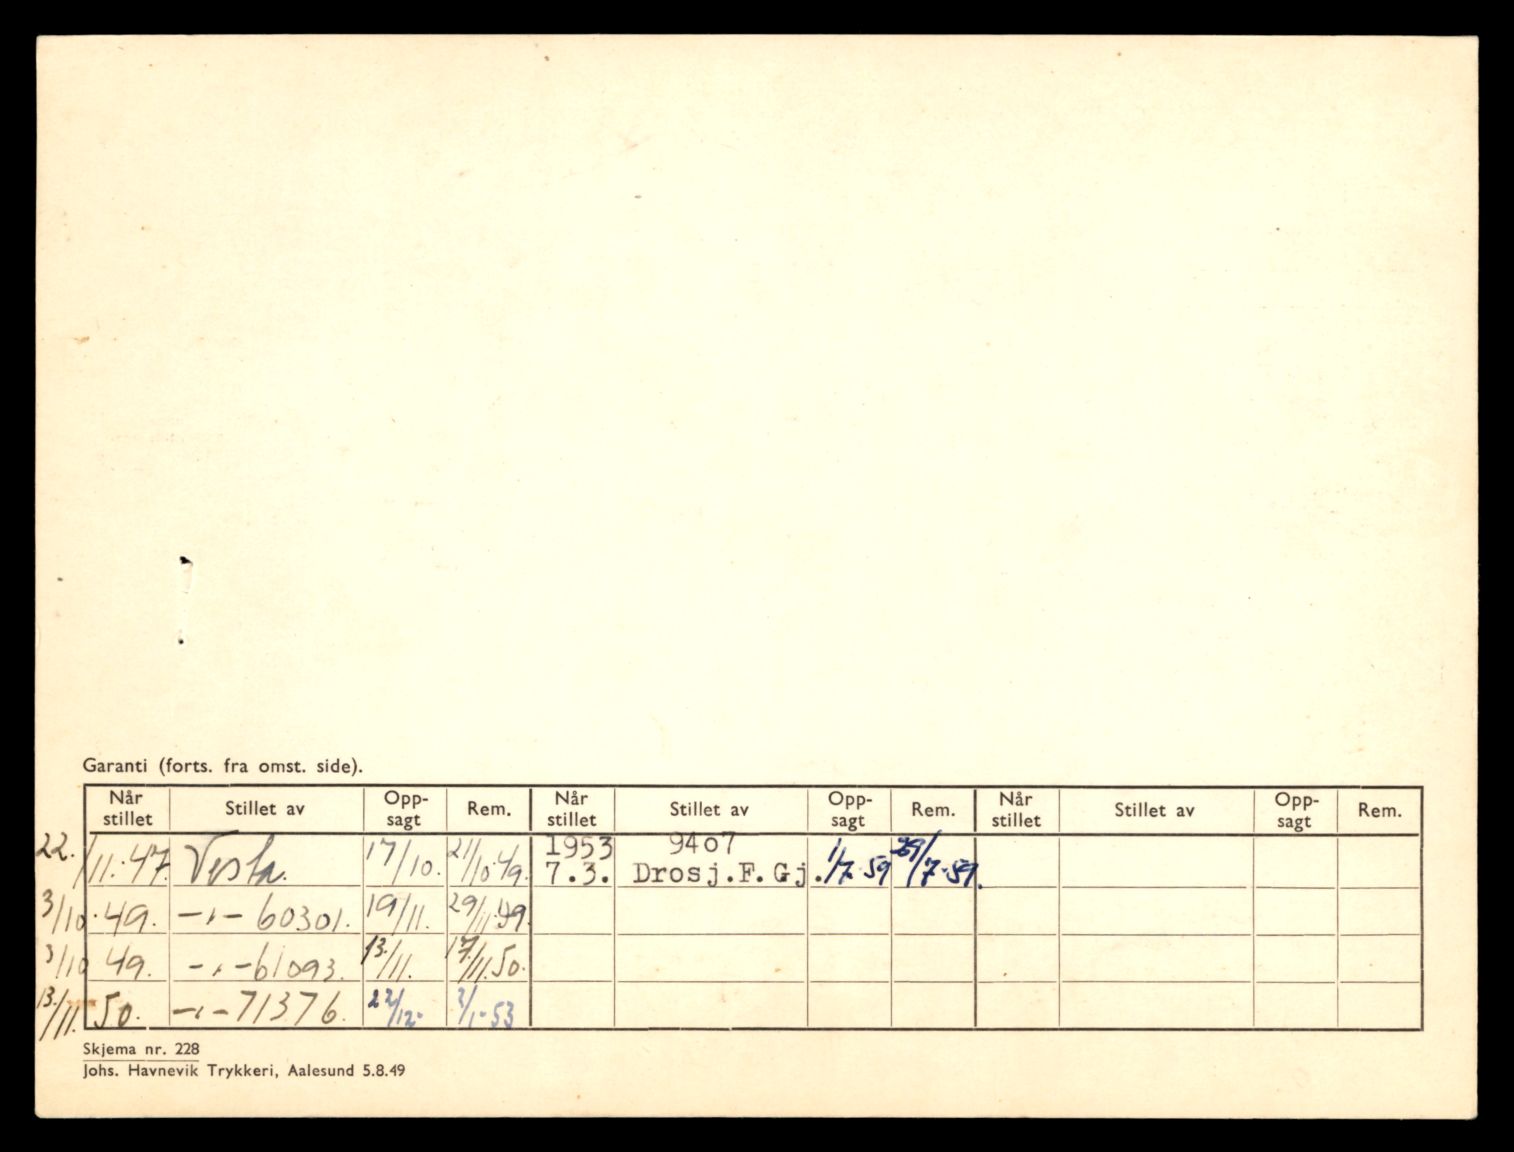 Garanti (forts. fra omst. side).
Når stillet Stillet av Opp-sagt Rem. Når stillet Stillet av Opp-sagt Rem. Når stillet Stillet av Opp-sagt Rem.
22./11.47. Vesta. 17/10. 21/10 49. 1953 7.3. 9407 Drosj.F.Gj. 1/7-59 29/7-59.
3/10.49. -"- 60301. 19/11. 29/11.49.
3/10 49. -"- 61093. 13./11. 17./11.50.
13./11. 50. -"- 71376. 22/12- 2/1-53
Skjema nr. 228
Johs. Havnevik Trykkeri, Aalesund 5.8.49